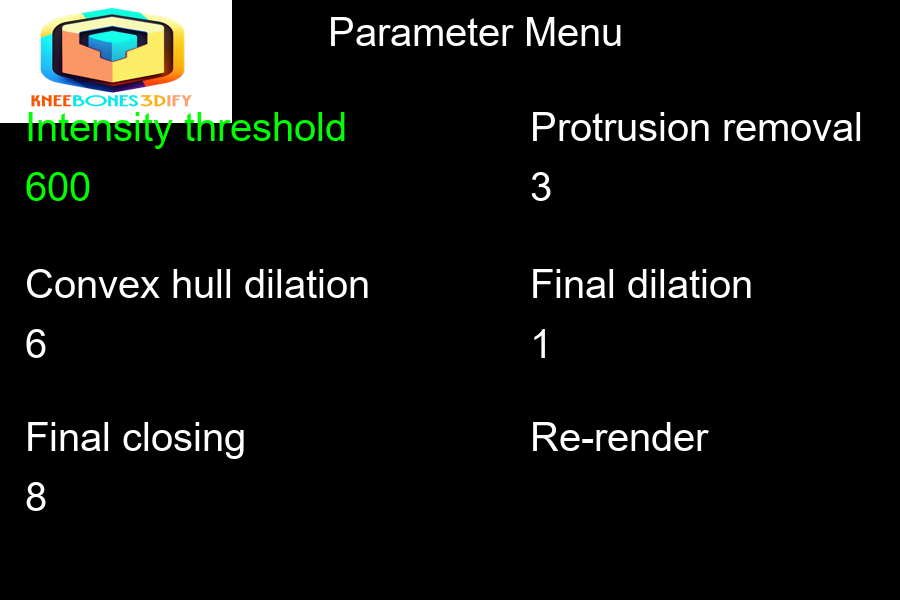 Parameter Menu
KNEEBONES3DIFY
Intensity threshold
600
Protrusion removal
3
Convex hull dilation
6
Final dilation
1
Final closing
8
Re-render